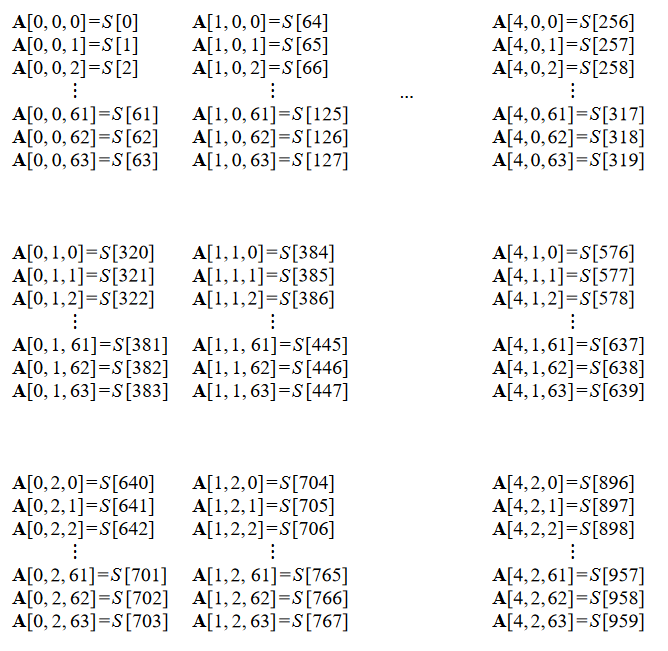 A[0, 0, 0]=S[0] A[1, 0, 0]=S[64] A[4, 0, 0]=S[256]
A[0, 0, 1]=S[1] A[1, 0, 1]=S[65] A[4, 0, 1]=S[257]
A[0, 0, 2]=S[2] A[1, 0, 2]=S[66] A[4, 0, 2]=S[258]
⋮ ⋮ ... ⋮
A[0, 0, 61]=S[61] A[1, 0, 61]=S[125] A[4, 0, 61]=S[317]
A[0, 0, 62]=S[62] A[1, 0, 62]=S[126] A[4, 0, 62]=S[318]
A[0, 0, 63]=S[63] A[1, 0, 63]=S[127] A[4, 0, 63]=S[319]
A[0, 1,0]=S[320] A[1, 1,0]=S[384] A[4, 1,0]=S[576]
A[0, 1,1]=S[321] A[1, 1,1]=S[385] A[4, 1,1]=S[577]
A[0, 1,2]=S[322] A[1, 1,2]=S[386] A[4, 1,2]=S[578]
⋮ ⋮ ⋮
A[0, 1, 61]=S[381] A[1, 1, 61]=S[445] A[4, 1,61]=S[637]
A[0, 1, 62]=S[382] A[1, 1, 62]=S[446] A[4, 1,62]=S[638]
A[0, 1, 63]=S[383] A[1, 1, 63]=S[447] A[4, 1,63]=S[639]
A[0,2,0]=S[640] A[1,2,0]=S[704] A[4,2,0]=S[896]
A[0,2,1]=S[641] A[1,2,1]=S[705] A[4,2,1]=S[897]
A[0,2,2]=S[642] A[1,2,2]=S[706] A[4,2,2]=S[898]
⋮ ⋮ ⋮
A[0, 2, 61]=S[701] A[1,2, 61]=S[765] A[4, 2,61]=S[957]
A[0, 2, 62]=S[702] A[1, 2, 62]=S[766] A[4, 2,62]=S[958]
A[0, 2, 63]=S[703] A[1, 2, 63]=S[767] A[4, 2,63]=S[959]